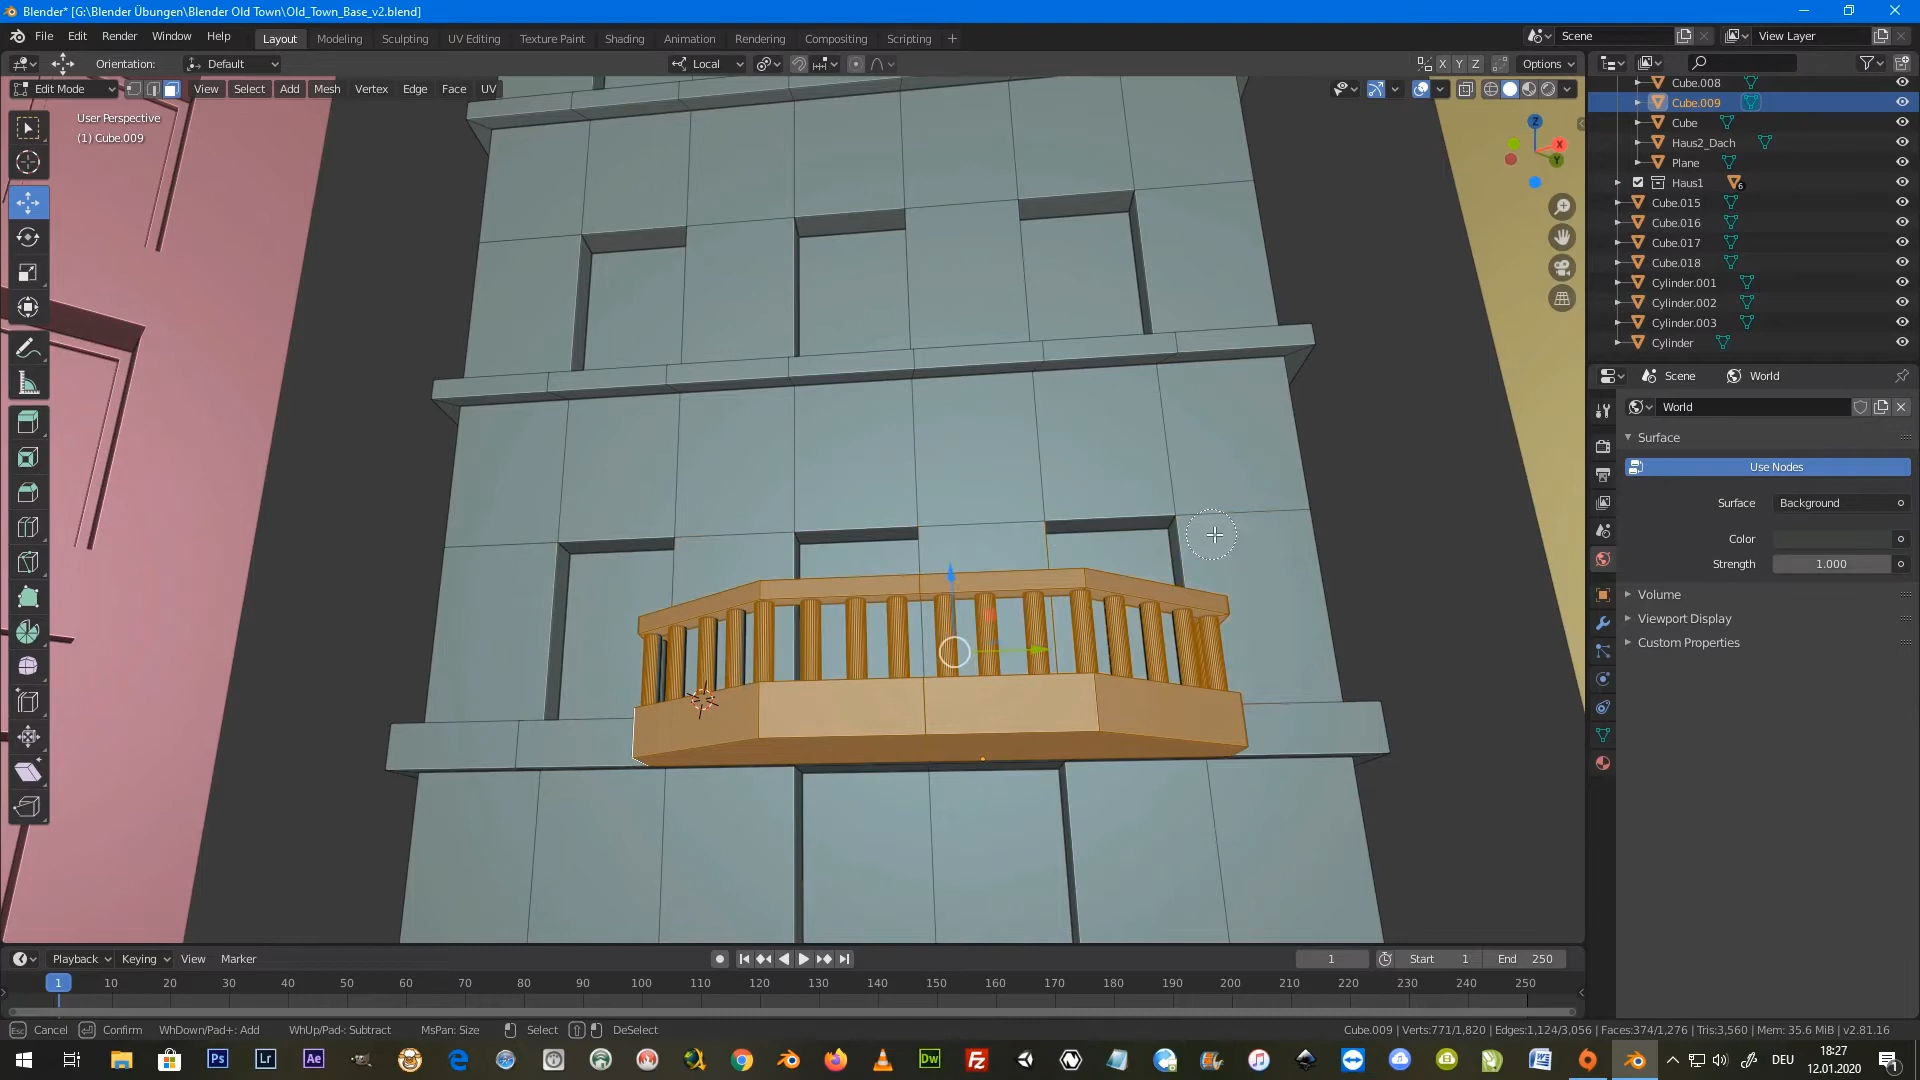 Blender* [G:\Blender Übungen\Blender Old Town\Old_Town_Base_v2.blend]
File Edit Render Window Help Layout Modeling Sculpting UV Editing Texture Paint Shading Animation Rendering Compositing Scripting + Scene View Layer
Orientation: Default Local X Y Z Options
Edit Mode View Select Add Mesh Vertex Edge Face UV
User Perspective
(1) Cube.009
Z
X
Y
Cube.008
Cube.009
Cube
Haus2_Dach
Plane
Haus1 6
Cube.015
Cube.016
Cube.017
Cube.018
Cylinder.001
Cylinder.002
Cylinder.003
Cylinder
Scene World
World
Surface
Use Nodes
Surface Background
Color
Strength 1.000
Volume
Viewport Display
Custom Properties
Playback Keying View Marker 1 Start 1 End 250
1 10 20 30 40 50 60 70 80 90 100 110 120 130 140 150 160 170 180 190 200 210 220 230 240 250
Esc Cancel Confirm WhDown/Pad+: Add WhUp/Pad-: Subtract MsPan: Size Select DeSelect Cube.009 | Verts:771/1,820 | Edges:1,124/3,056 | Faces:374/1,276 | Tris:3,560 | Mem: 35.6 MiB | v2.81.16
Ps Lr Ae Dw Fz DEU 18:27
12.01.2020
1